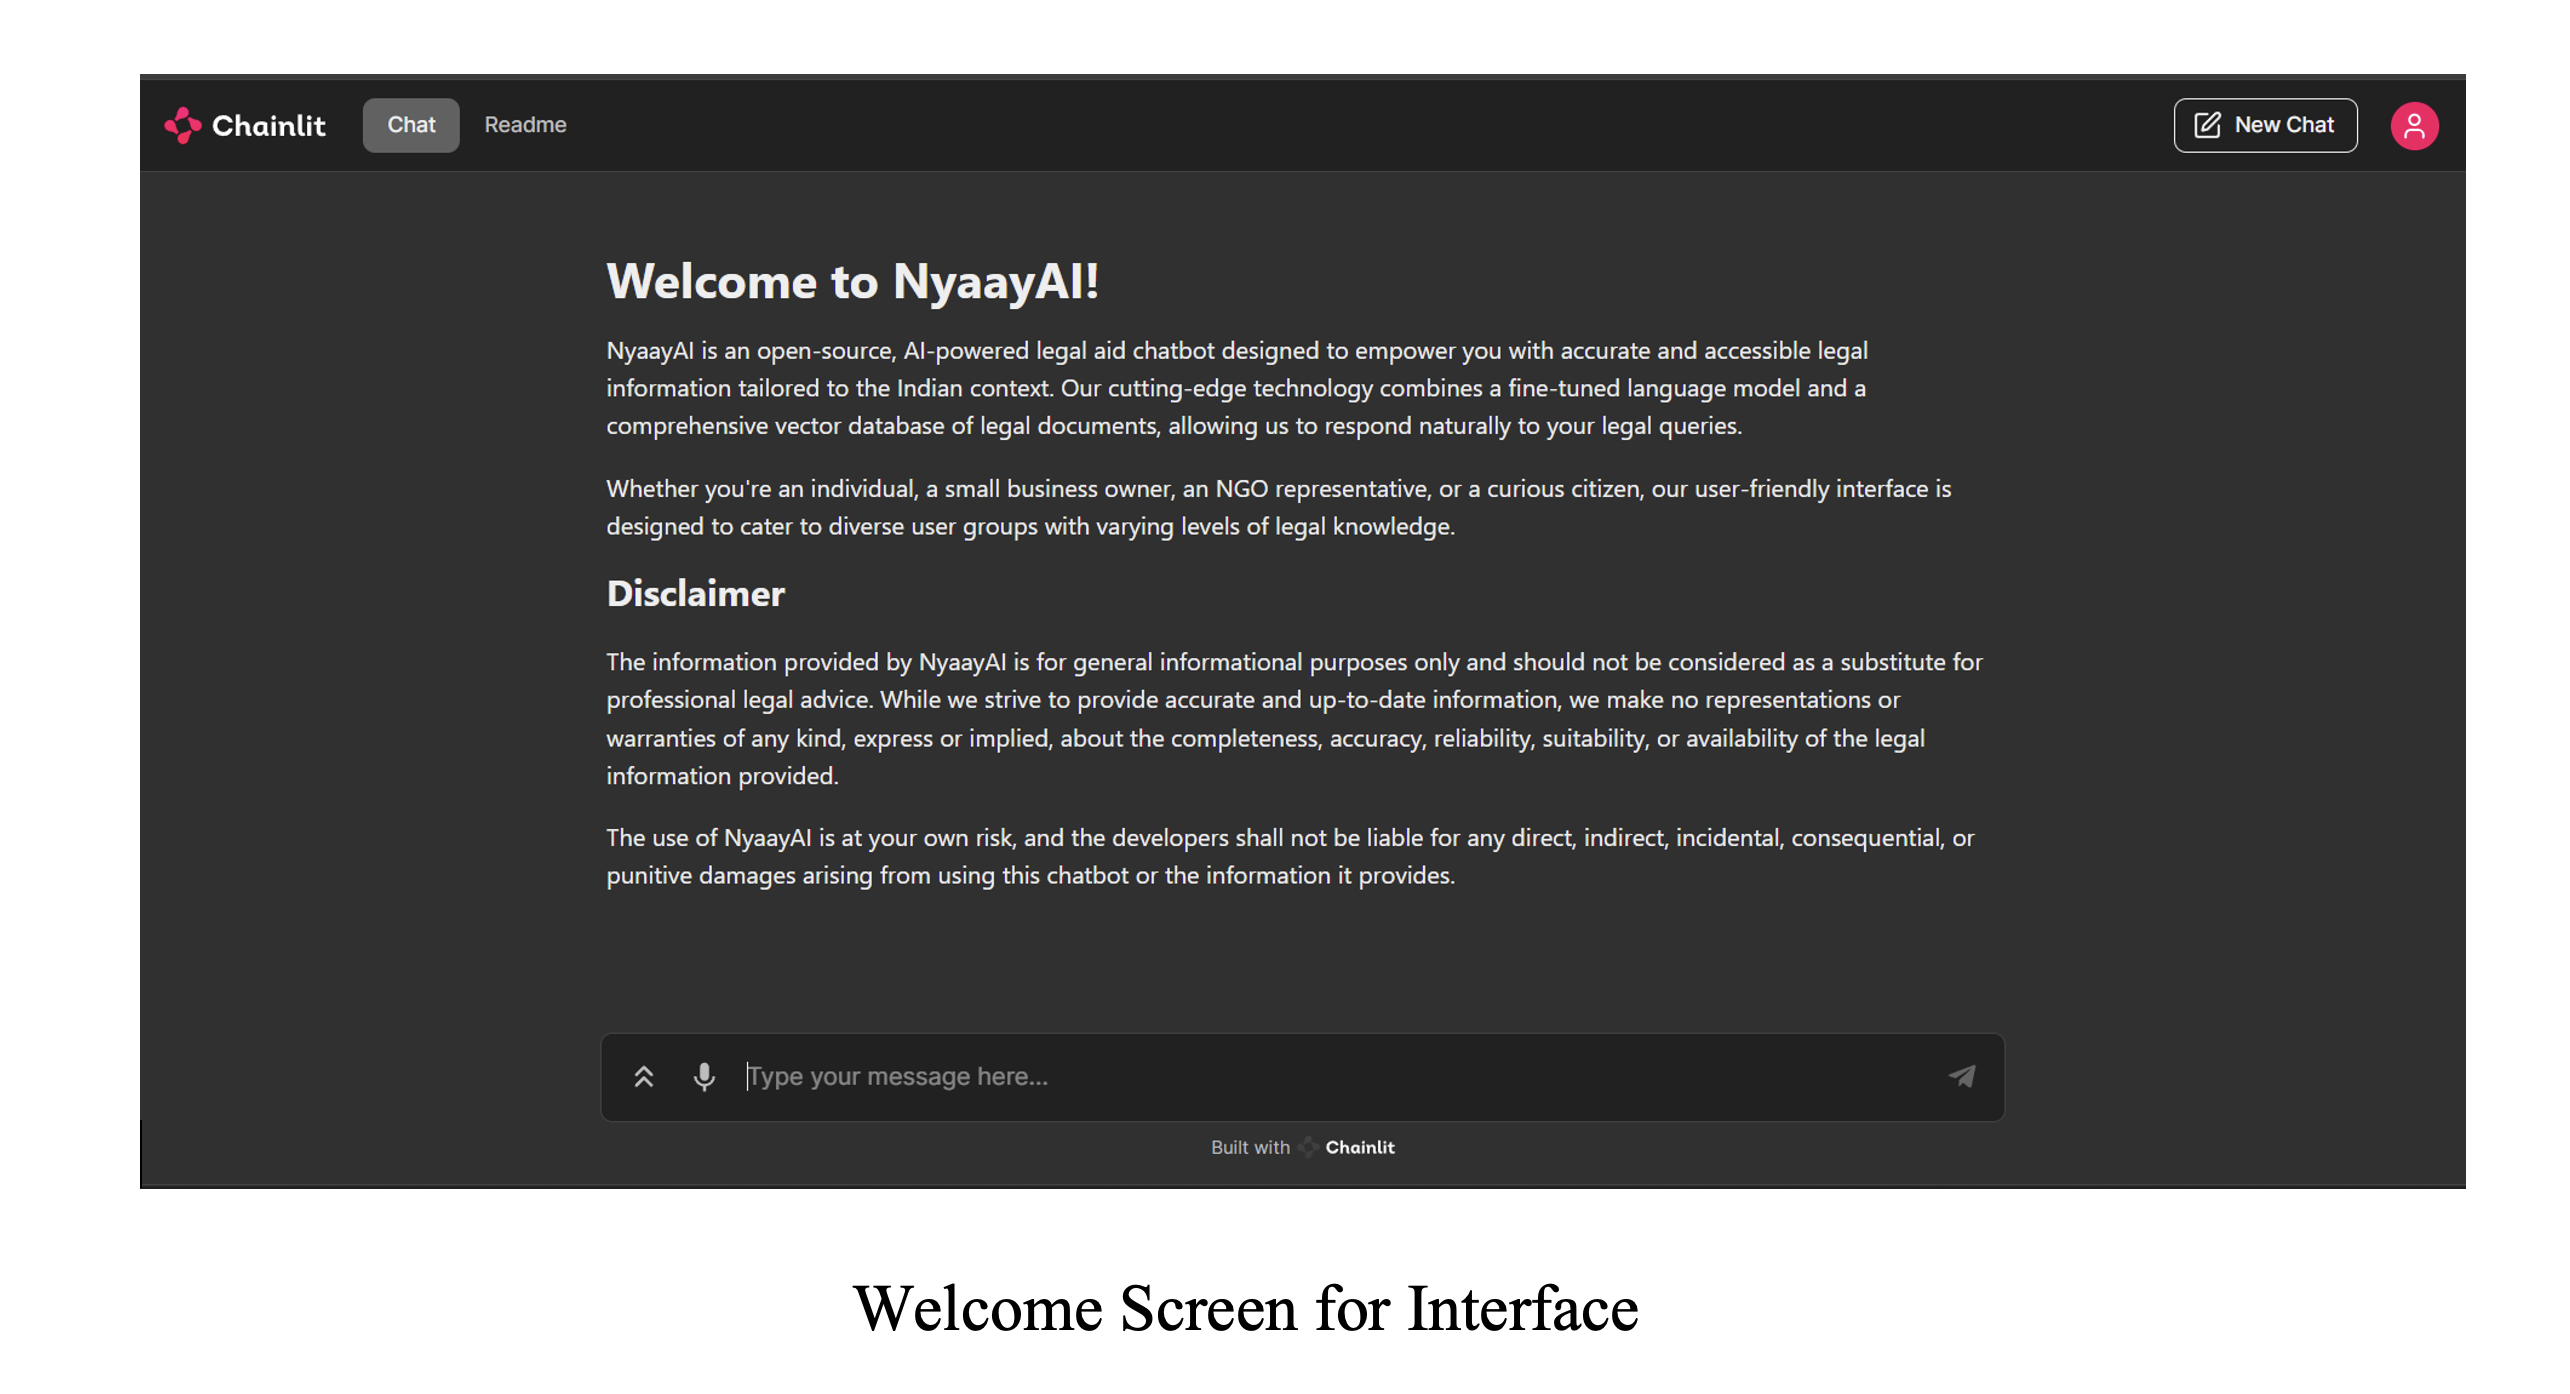 Chainlit
Chat
Readme
New Chat
Welcome to NyaayAI!
NyaayAI is an open-source, AI-powered legal aid chatbot designed to empower you with accurate and accessible legal
information tailored to the Indian context. Our cutting-edge technology combines a fine-tuned language model and a
comprehensive vector database of legal documents, allowing us to respond naturally to your legal queries.
Whether you're an individual, a small business owner, an NGO representative, or a curious citizen, our user-friendly interface is
designed to cater to diverse user groups with varying levels of legal knowledge.
Disclaimer
The information provided by NyaayAI is for general informational purposes only and should not be considered as a substitute for
professional legal advice. While we strive to provide accurate and up-to-date information, we make no representations or
warranties of any kind, express or implied, about the completeness, accuracy, reliability, suitability, or availability of the legal
information provided.
The use of NyaayAI is at your own risk, and the developers shall not be liable for any direct, indirect, incidental, consequential, or
punitive damages arising from using this chatbot or the information it provides.
Type your message here...
Built with Chainlit
Welcome Screen for Interface